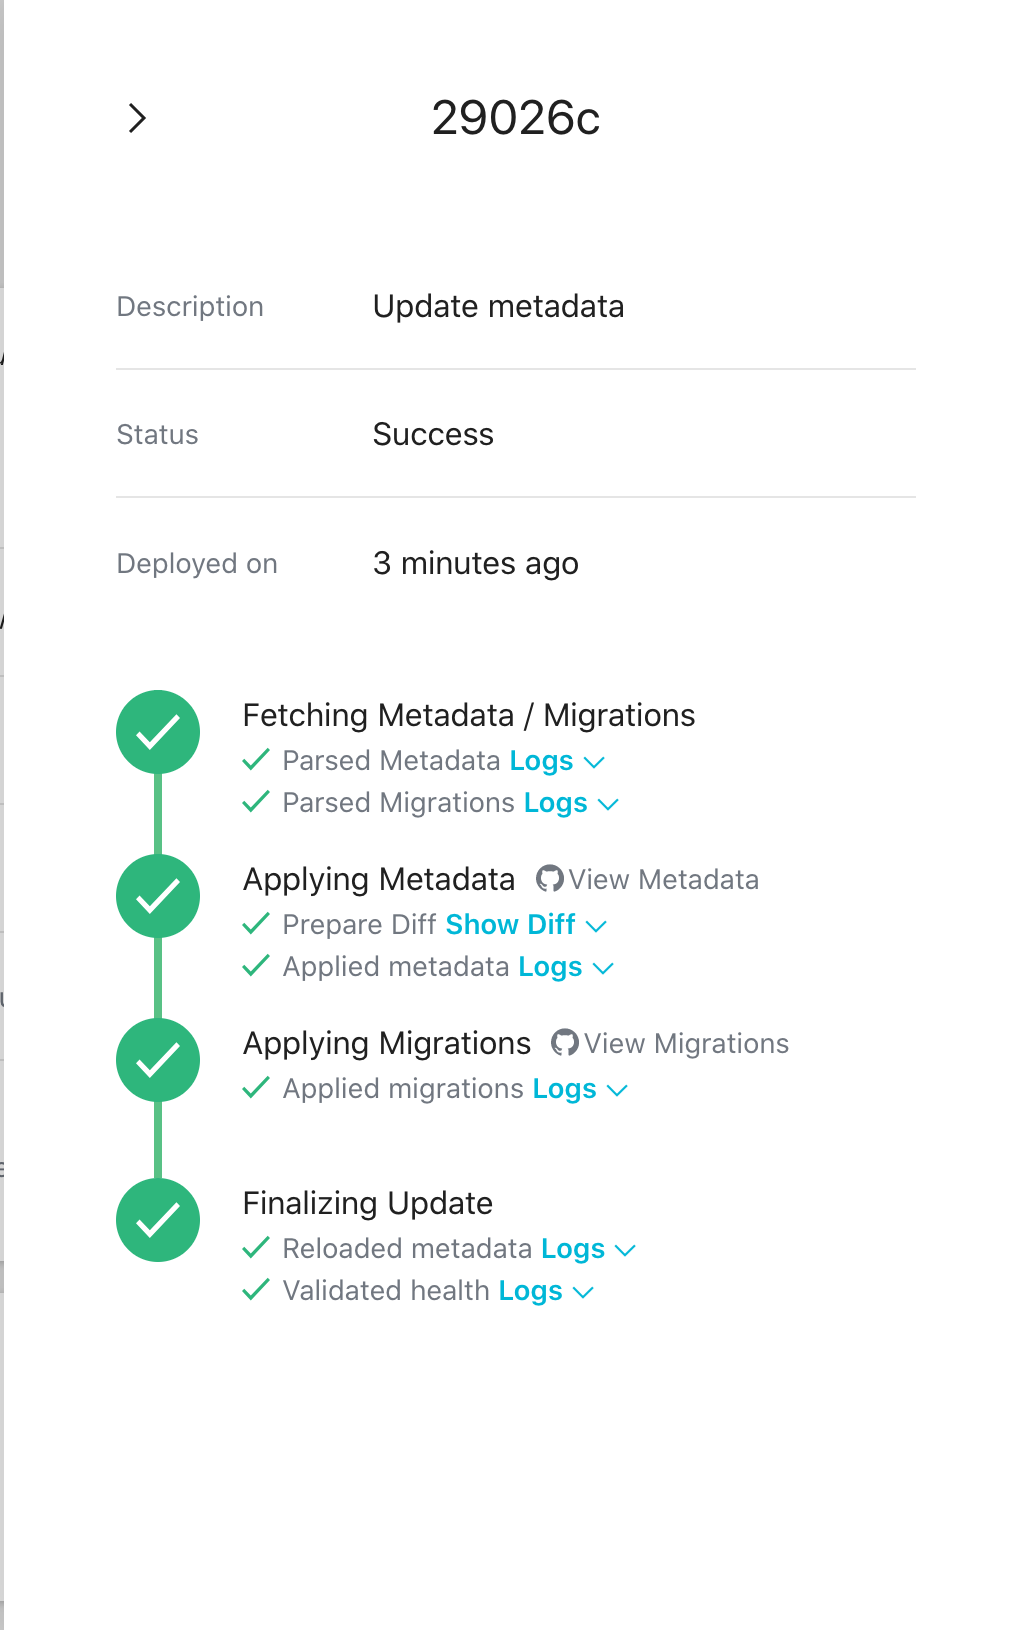 29026c
Description Update metadata
Status Success
Deployed on 3 minutes ago
Fetching Metadata / Migrations
Parsed Metadata Logs
Parsed Migrations Logs
Applying Metadata View Metadata
Prepare Diff Show Diff
Applied metadata Logs
Applying Migrations View Migrations
Applied migrations Logs
Finalizing Update
Reloaded metadata Logs
Validated health Logs